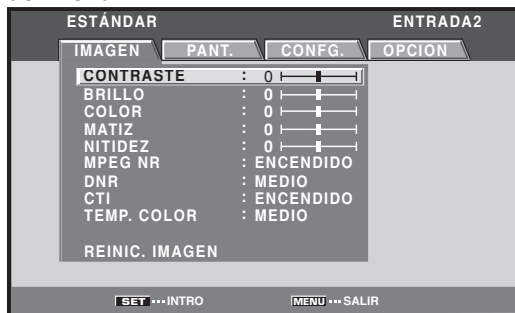 ESTÁNDAR ENTRADA2
IMAGEN PANT. CONFG. OPCION
CONTRASTE : 0
BRILLO : 0
COLOR : 0
MATIZ : 0
NITIDEZ : 0
MPEG NR : ENCENDIDO
DNR : MEDIO
CTI : ENCENDIDO
TEMP. COLOR : MEDIO
REINIC. IMAGEN
SET ••• INTRO MENU ••• SALIR